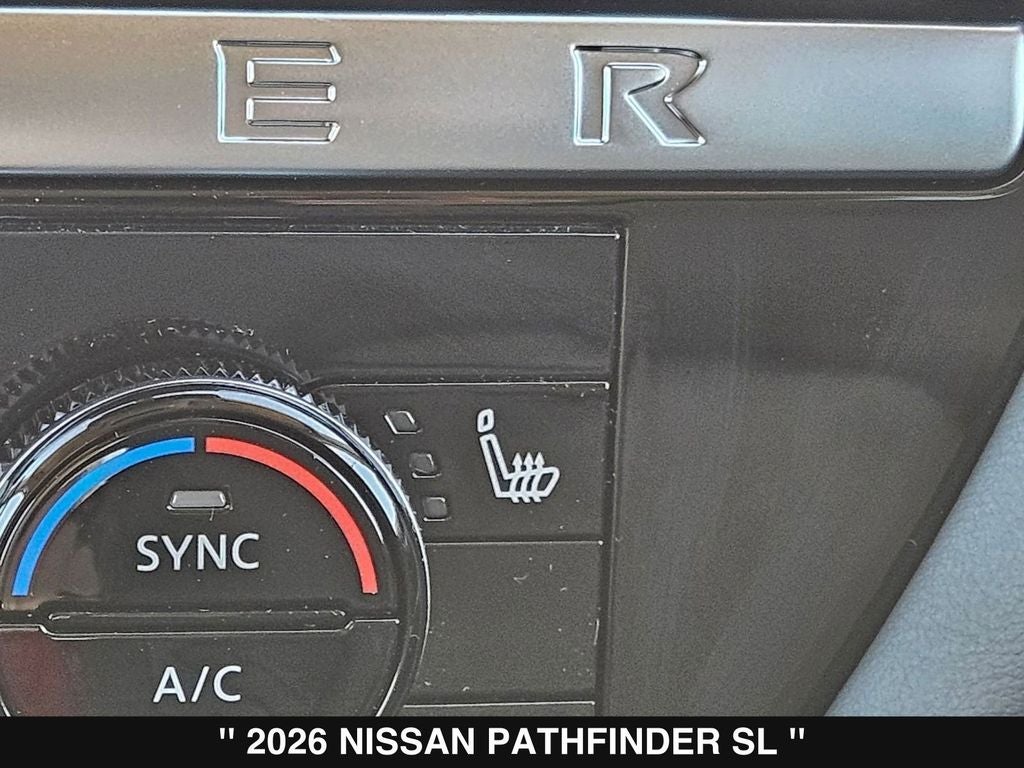 E R
SYNC
A/C
" 2026 NISSAN PATHFINDER SL "